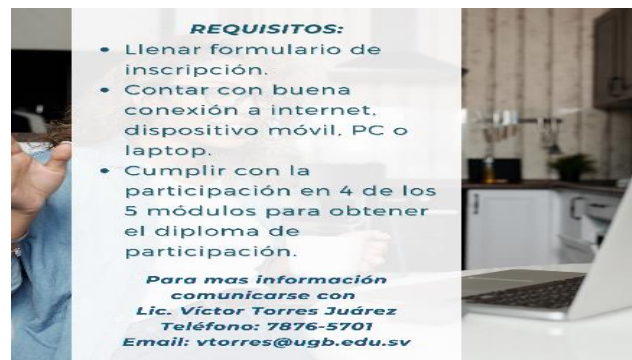 REQUISITOS:
• Llenar formulario de
inscripción.
• Contar con buena
conexión a internet,
dispositivo móvil, PC o
laptop.
• Cumplir con la
participación en 4 de los
5 módulos para obtener
el diploma de
participación.
Para mas información
comunicarse con
Lic. Víctor Torres Juárez
Teléfono: 7876-5701
Email: vtorres@ugb.edu.sv